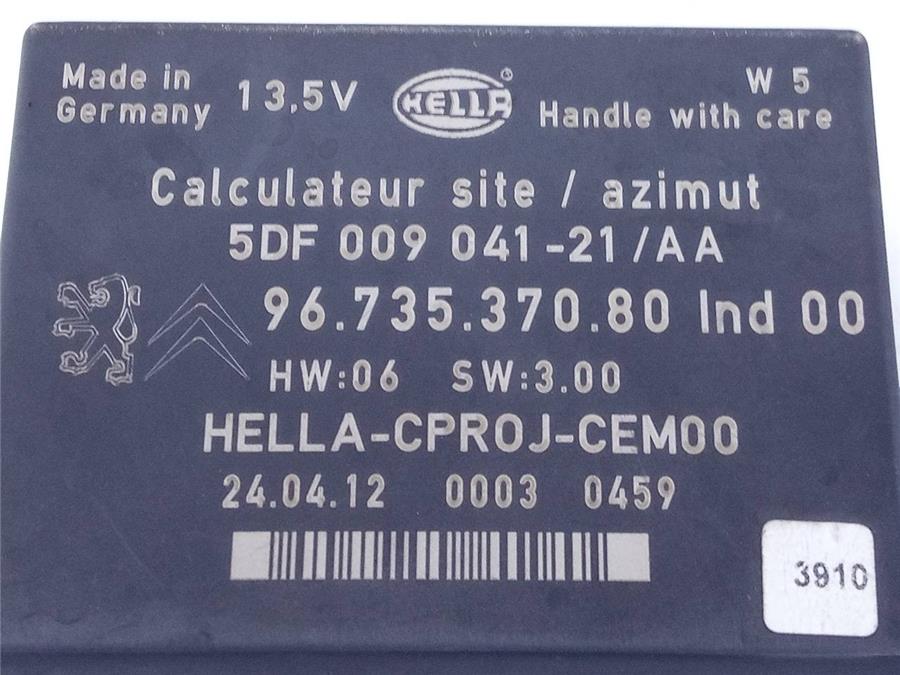 Made in Germany 13,5V HELLA W 5
Handle with care
Calculateur site / azimut
5DF 009 041-21/AA
96.735.370.80 Ind 00
HW:06 SW:3.00
HELLA-CPROJ-CEM00
24.04.12 0003 0459
3910